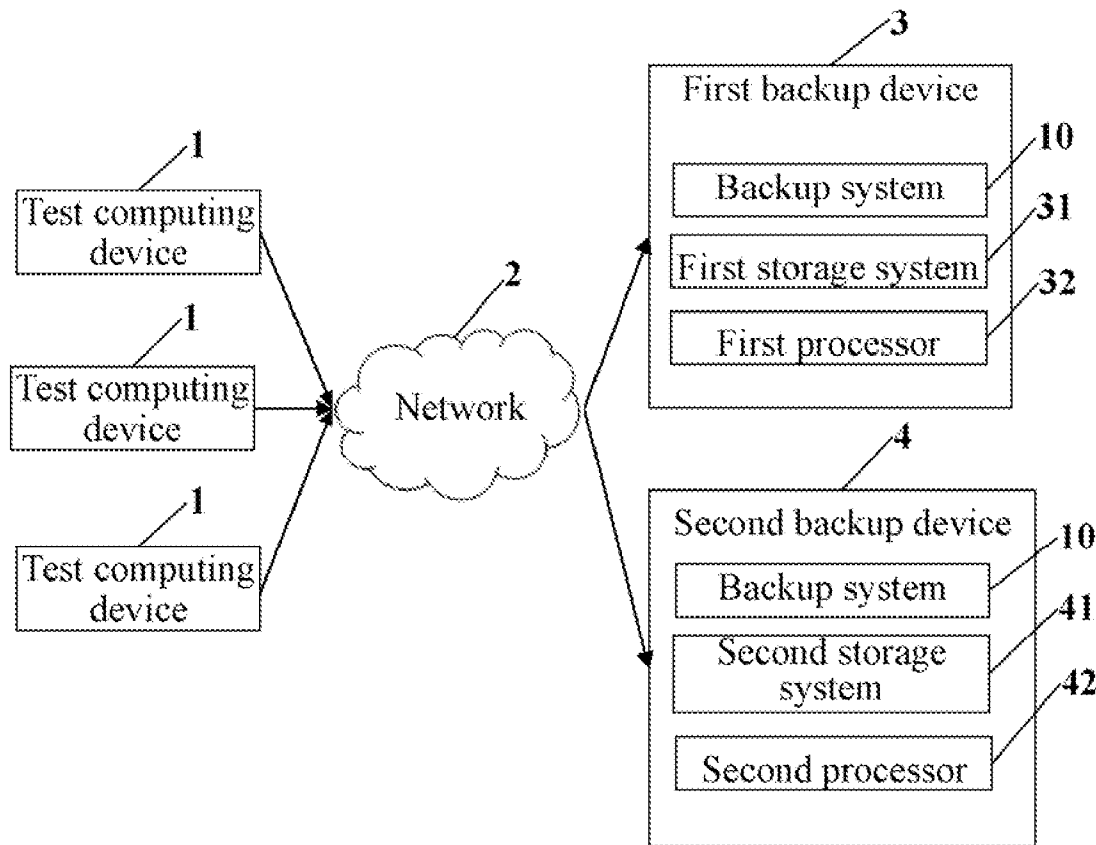 1
Test computing
device
1
Test computing
device
1
Test computing
device
2
Network
3
First backup device
10
Backup system
31
First storage system
32
First processor
4
Second backup device
10
Backup system
41
Second storage
system
42
Second processor